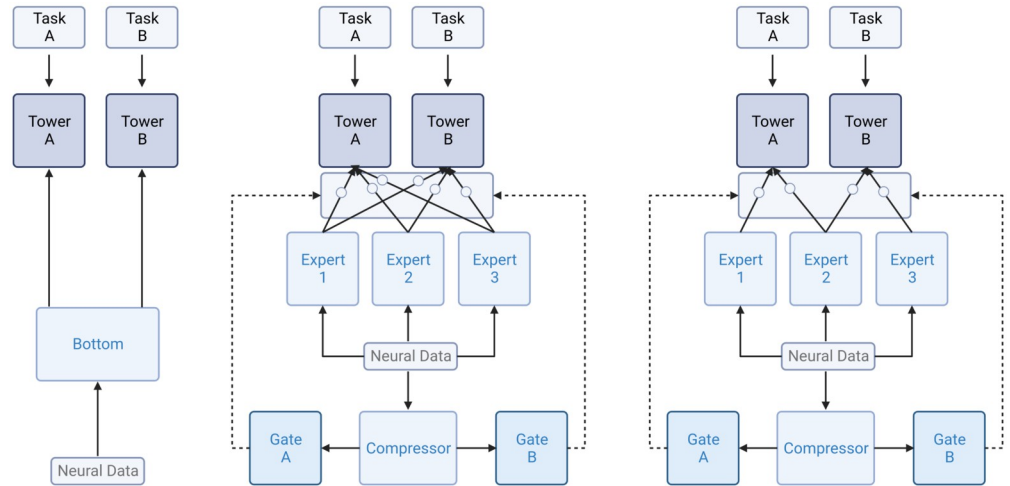 Task
A
Task
B
Tower
A
Tower
B
Bottom
Neural Data
Task
A
Task
B
Tower
A
Tower
B
Expert
1
Expert
2
Expert
3
Neural Data
Gate
A
Compressor
Gate
B
Task
A
Task
B
Tower
A
Tower
B
Expert
1
Expert
2
Expert
3
Neural Data
Gate
A
Compressor
Gate
B